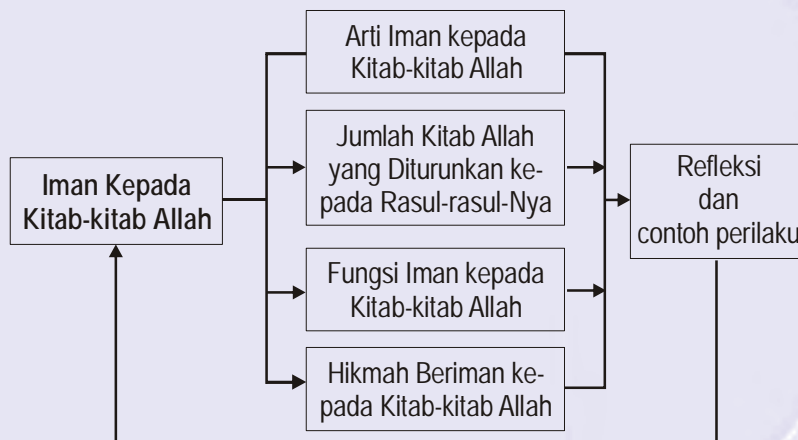 Iman Kepada
Kitab-kitab Allah
Arti Iman kepada
Kitab-kitab Allah
Jumlah Kitab Allah
yang Diturunkan ke-
pada Rasul-rasul-Nya
Fungsi Iman kepada
Kitab-kitab Allah
Hikmah Beriman ke-
pada Kitab-kitab Allah
Refleksi
dan
contoh perilaku